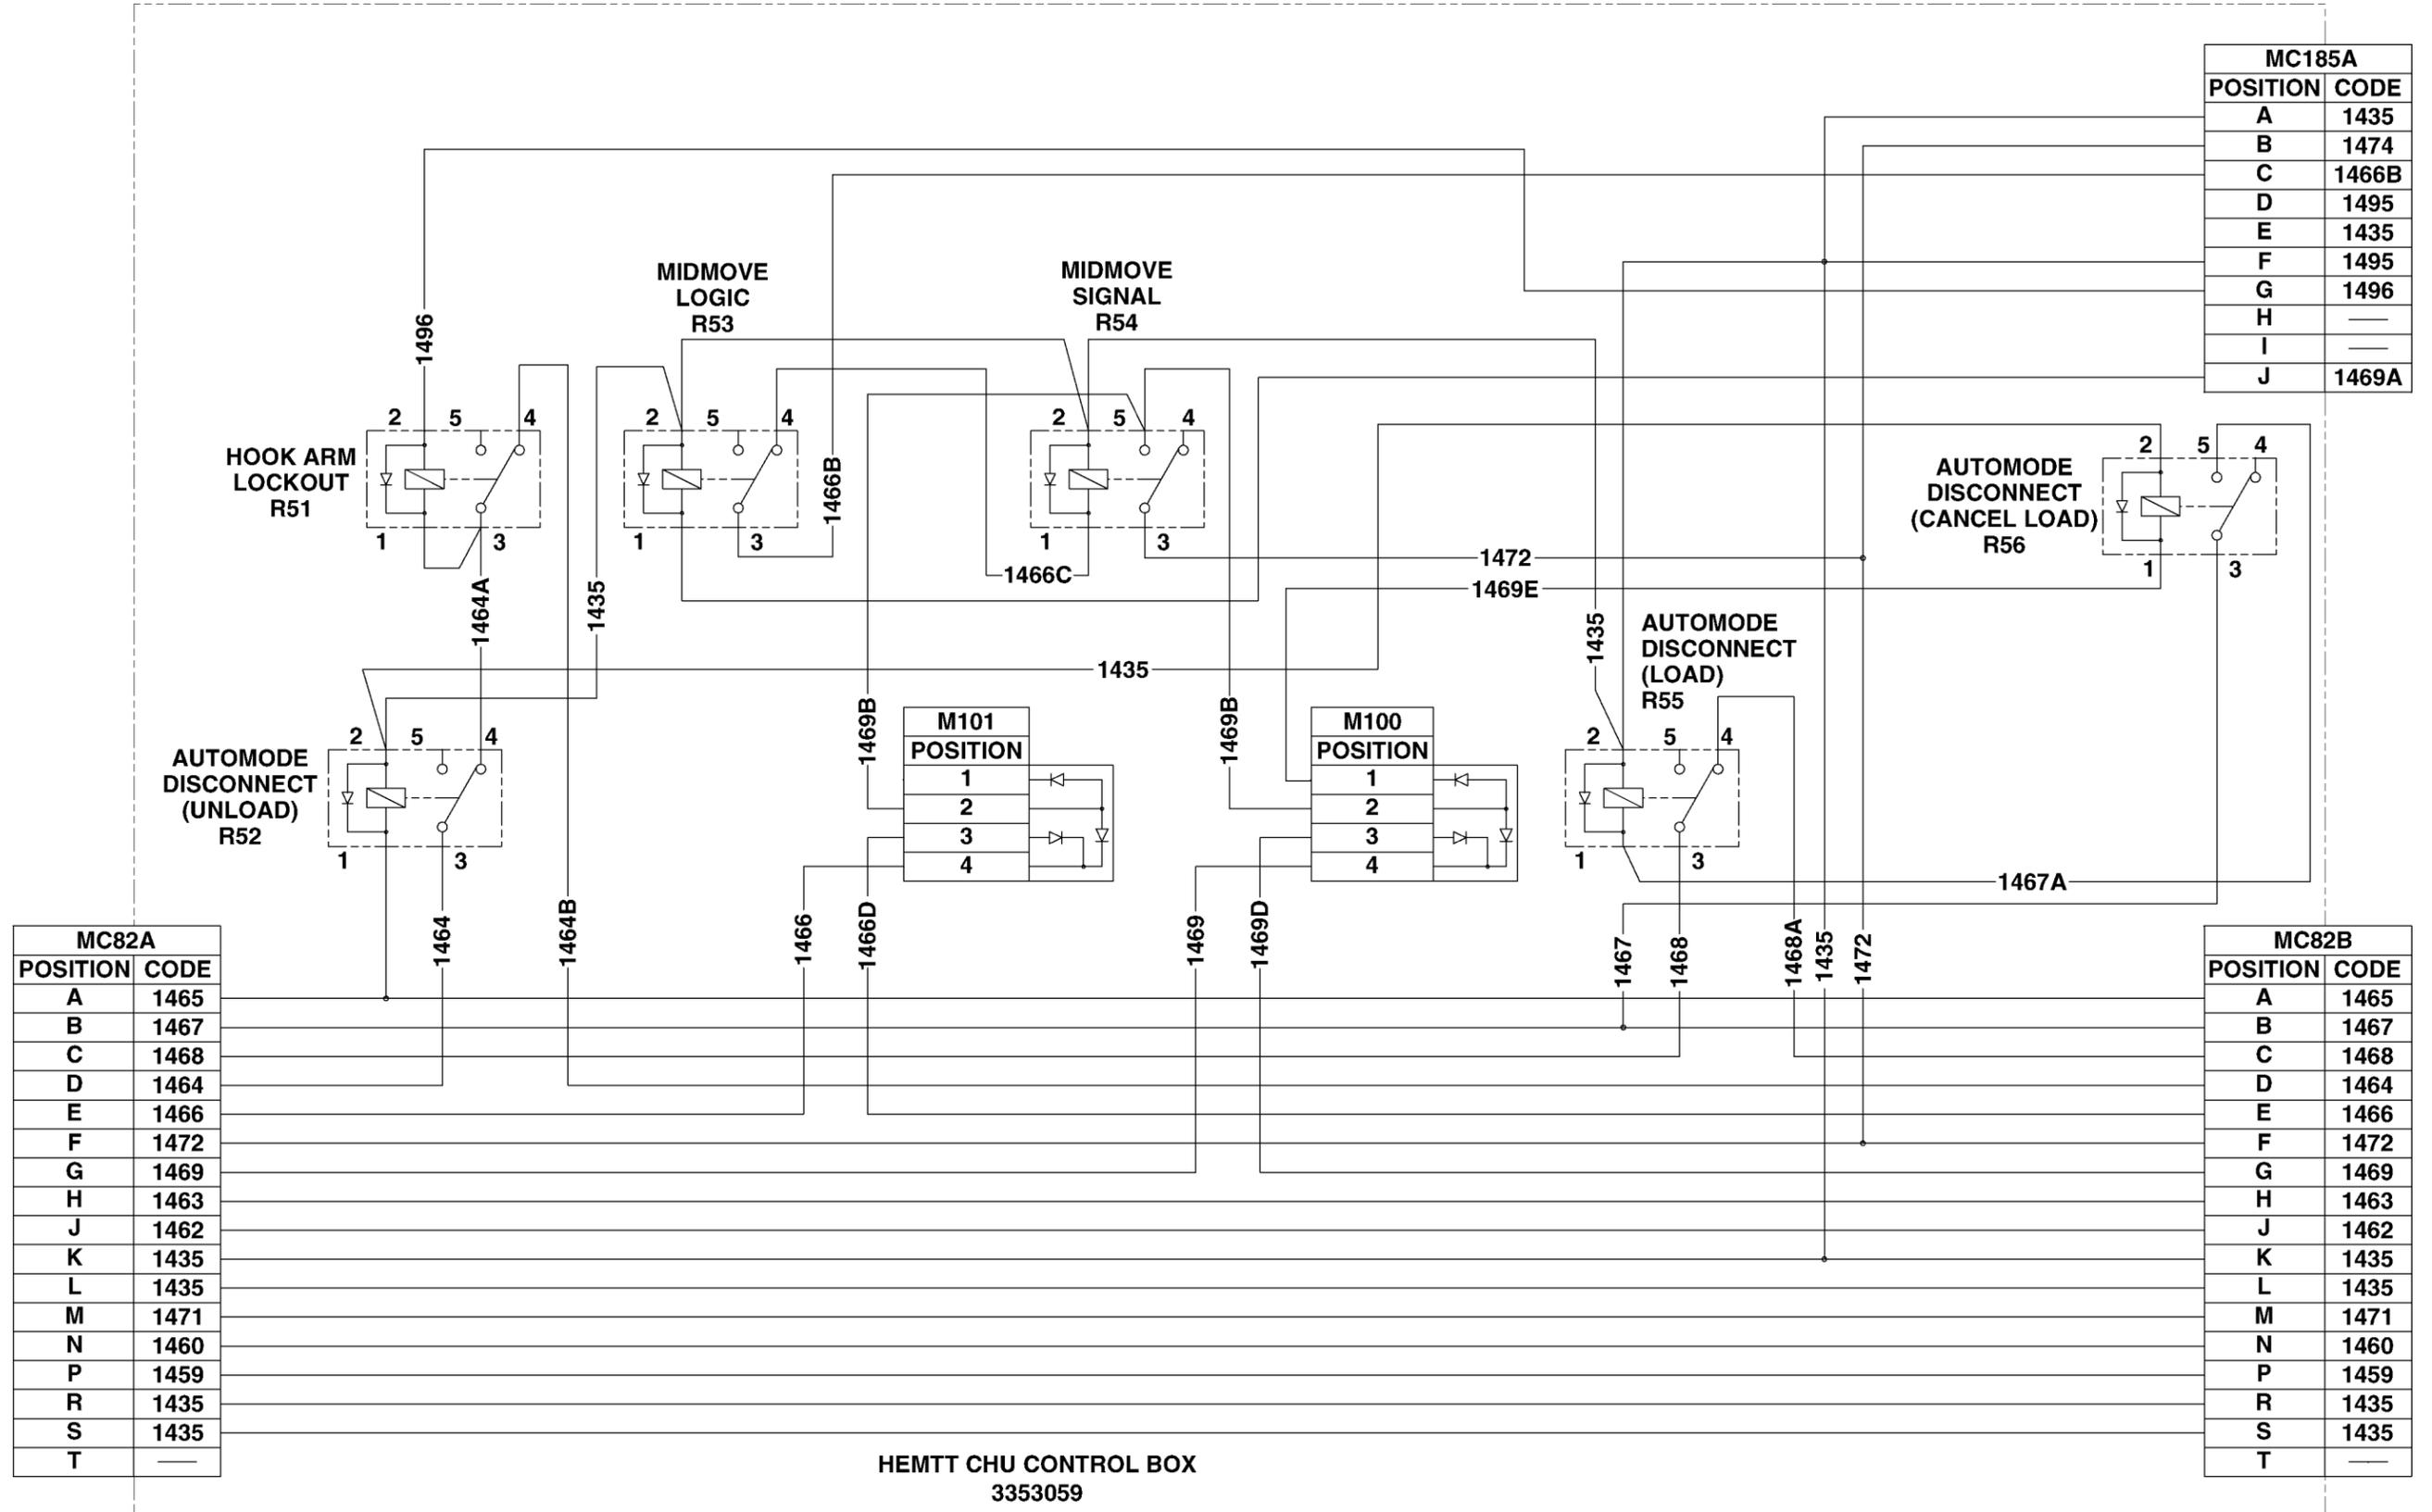 MC185A
POSITION CODE
A 1435
B 1474
C 1466B
D 1495
E 1435
F 1495
G 1496
H
I
J 1469A
MIDMOVE
LOGIC
R53
MIDMOVE
SIGNAL
R54
1496
2 5 4
HOOK ARM
LOCKOUT
R51
1 3
2 5 4
1 3
1466B
2 5 4
1 3
2 5 4
AUTOMODE
DISCONNECT
(CANCEL LOAD)
R56
1 3
1472
1466C
1469E
1464A
1435
1435
AUTOMODE
DISCONNECT
(LOAD)
R55
1435
2 5 4
AUTOMODE
DISCONNECT
(UNLOAD)
R52
1 3
1469B
M101
POSITION
1
2
3
4
1469B
M100
POSITION
1
2
3
4
2 5 4
1 3
1467A
1464
1464B
1466
1466D
1469
1469D
1467
1468
1468A
1435
1472
MC82A
POSITION CODE
A 1465
B 1467
C 1468
D 1464
E 1466
F 1472
G 1469
H 1463
J 1462
K 1435
L 1435
M 1471
N 1460
P 1459
R 1435
S 1435
T
MC82B
POSITION CODE
A 1465
B 1467
C 1468
D 1464
E 1466
F 1472
G 1469
H 1463
J 1462
K 1435
L 1435
M 1471
N 1460
P 1459
R 1435
S 1435
T
HEMTT CHU CONTROL BOX
3353059